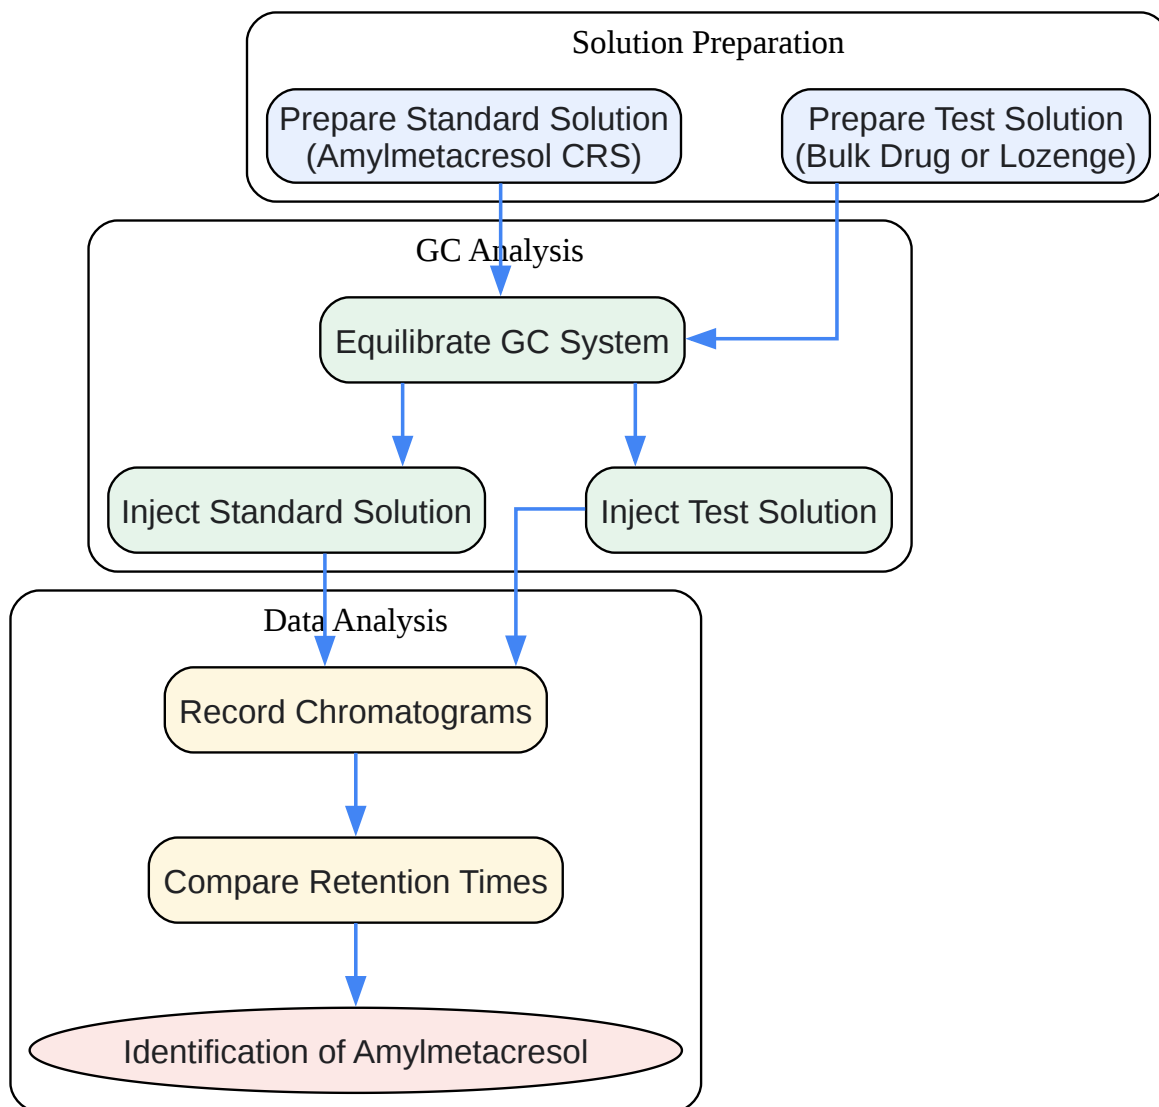 Solution Preparation
Prepare Standard Solution
(Amylmetacresol CRS)
Prepare Test Solution
(Bulk Drug or Lozenge)
GC Analysis
Equilibrate GC System
Inject Standard Solution
Inject Test Solution
Data Analysis
Record Chromatograms
Compare Retention Times
Identification of Amylmetacresol